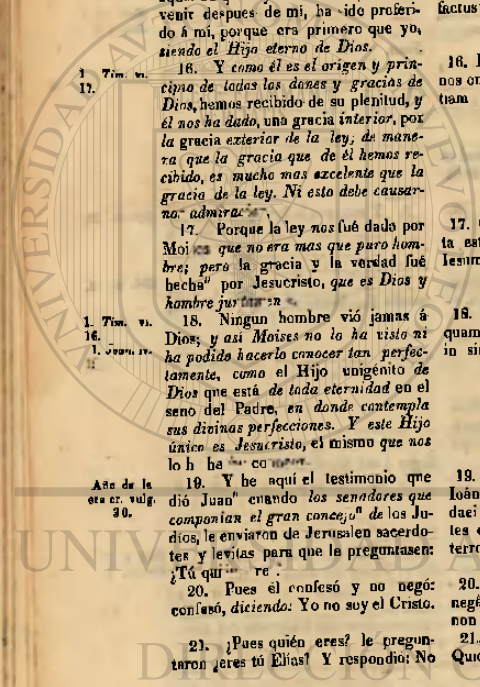 venir despues de mí, ha sido preferi-
do á mí, porque era primero que yo,
siendo el Hijo eterno de Dios.
1 Tim. vi.
17.
16. Y como él es el origen y prin-
cipio de todos los dones y gracias de
Dios, hemos recibido de su plenitud, y
él nos ha dado, una gracia interior, por
la gracia exterior de la ley; de mane-
ra que la gracia que de él hemos re-
cibido, es mucho mas excelente que la
gracia de la ley. Ni esto debe causar-
nos
17. Porque la ley nos fué dada por
que no era mas que puro hom-
bre; pero la gracia y la verdad fué
hecha" por Jesucristo, que es Dios y
hombre
1. Tim. vi.
16.
1. Joan. iv.
18. Ningun hombre vió jamas á
Dios; y así Moises no lo ha visto ni
ha podido hacerlo conocer tan perfec-
tamente, como el Hijo unigénito de
Dios que está de toda eternidad en el
seno del Padre, en donde contempla
sus divinas perfecciones. Y este Hijo
único es Jesucristo, el mismo que nos
lo ha
Año de la
era cr. vulg.
30.
19. Y he aquí el testimonio que
dió Juan" cuando los senadores que
componian el gran concejo" de los Ju-
díos, le enviaron de Jerusalen sacerdo-
tes y levitas para que le preguntasen:
¿Tú
20. Pues él confesó y no negó:
confesó, diciendo: Yo no soy el Cristo.
21. ¿Pues quién eres? le pregun-
taron ¿eres tú Elías? Y respondió: No
factus
16.
nos
tiam
17.
ta
Iesum
18.
quam
in
19.
Ioán
daei
les
terro
20.
negá
non
21.
UNIV
DIRECCIÓN